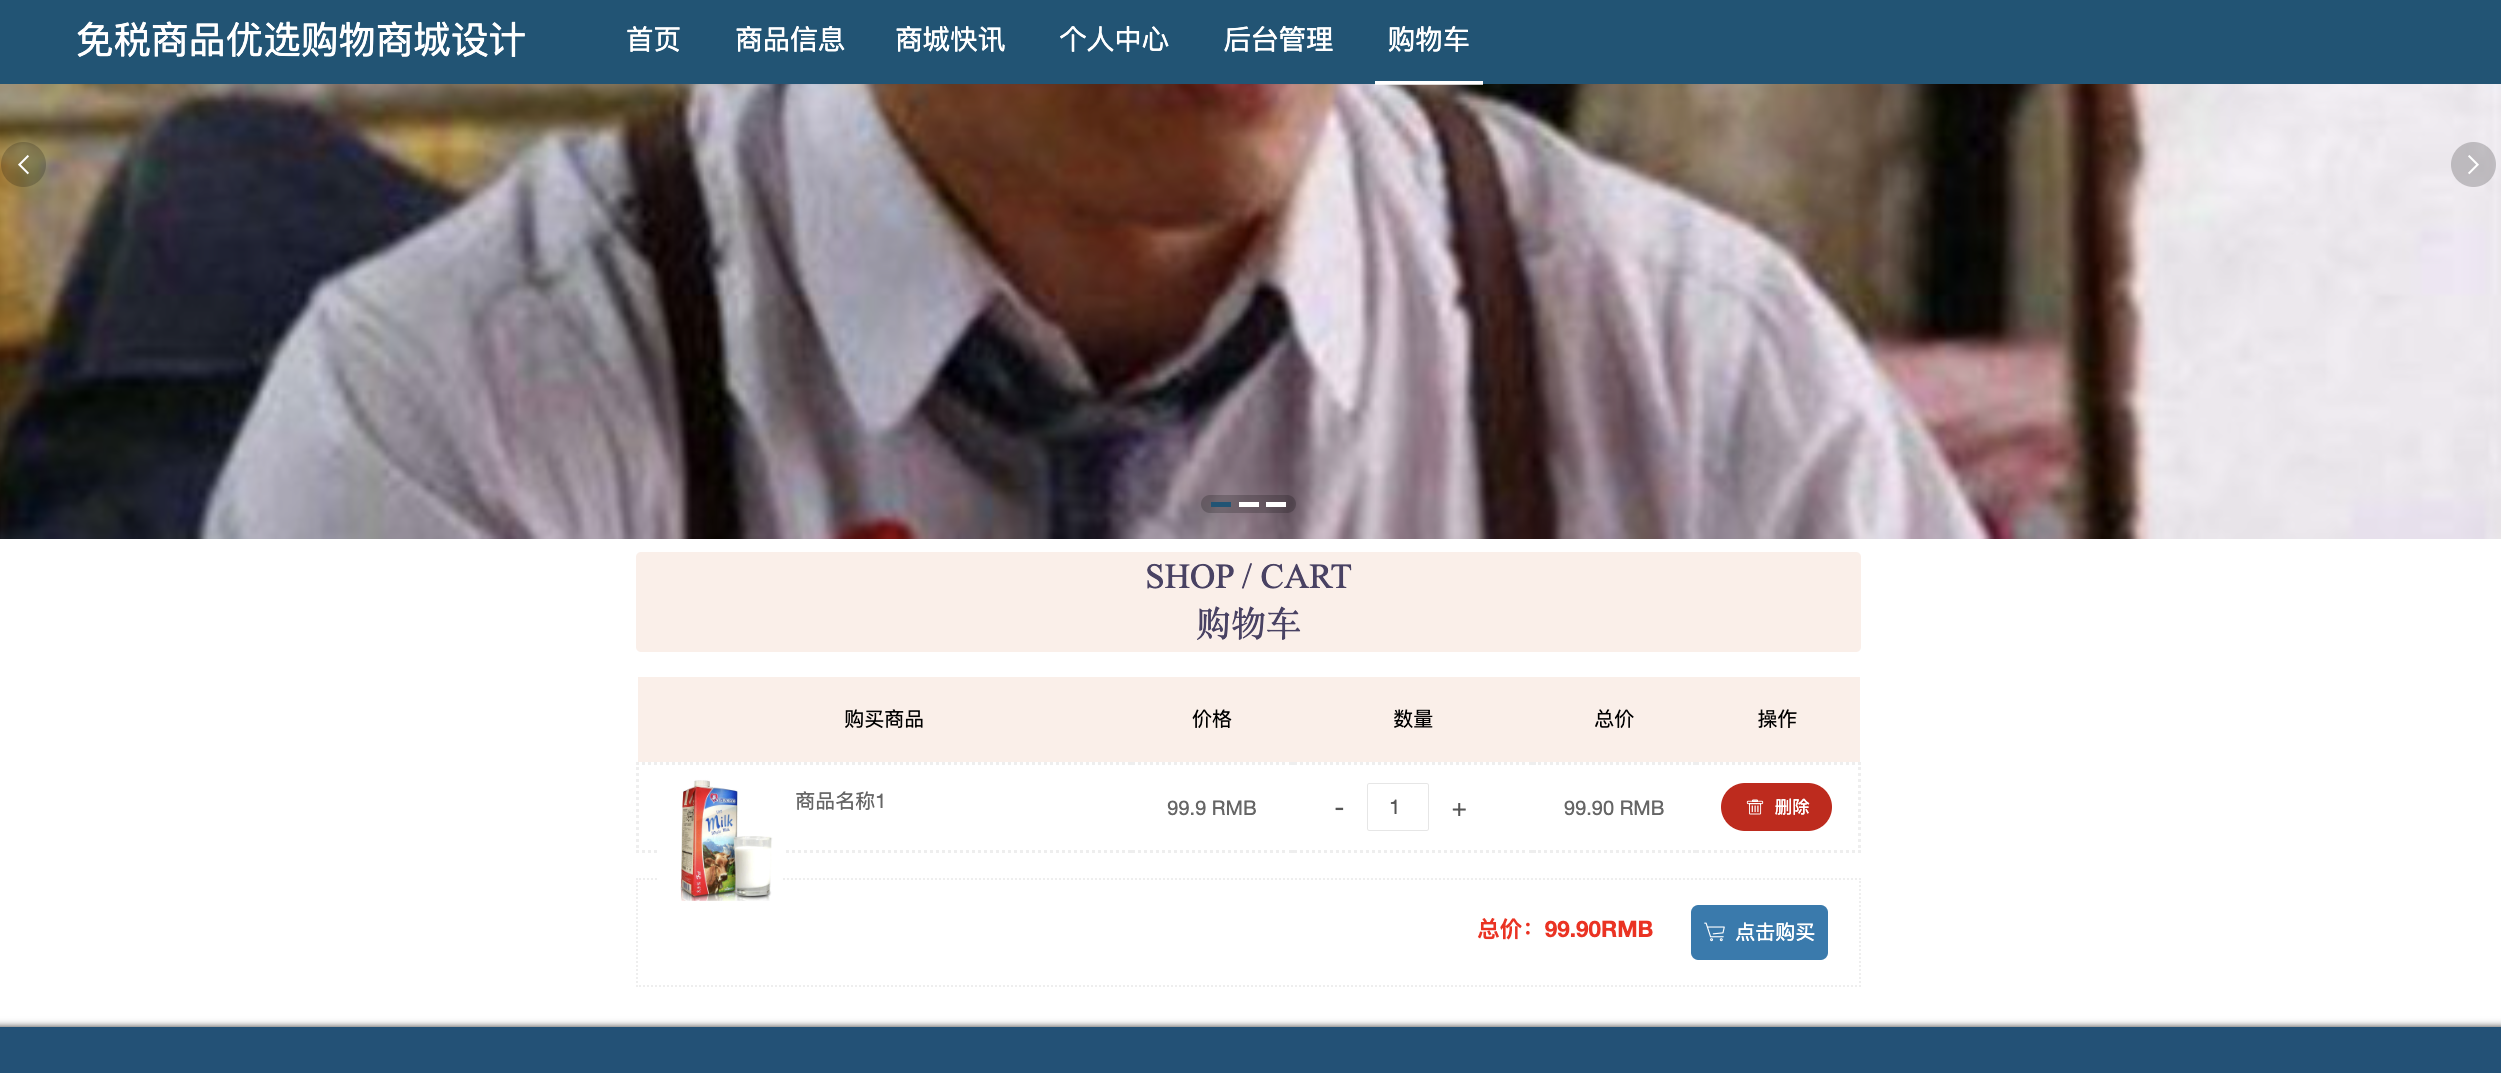 免税商品优选购物商城设计
首页 商品信息 商城快讯 个人中心 后台管理 购物车
SHOP / CART
购物车
购买商品 价格 数量 总价 操作
商品名称1 99.9 RMB - 1 + 99.90 RMB 删除
Milk
总价：99.90RMB 点击购买